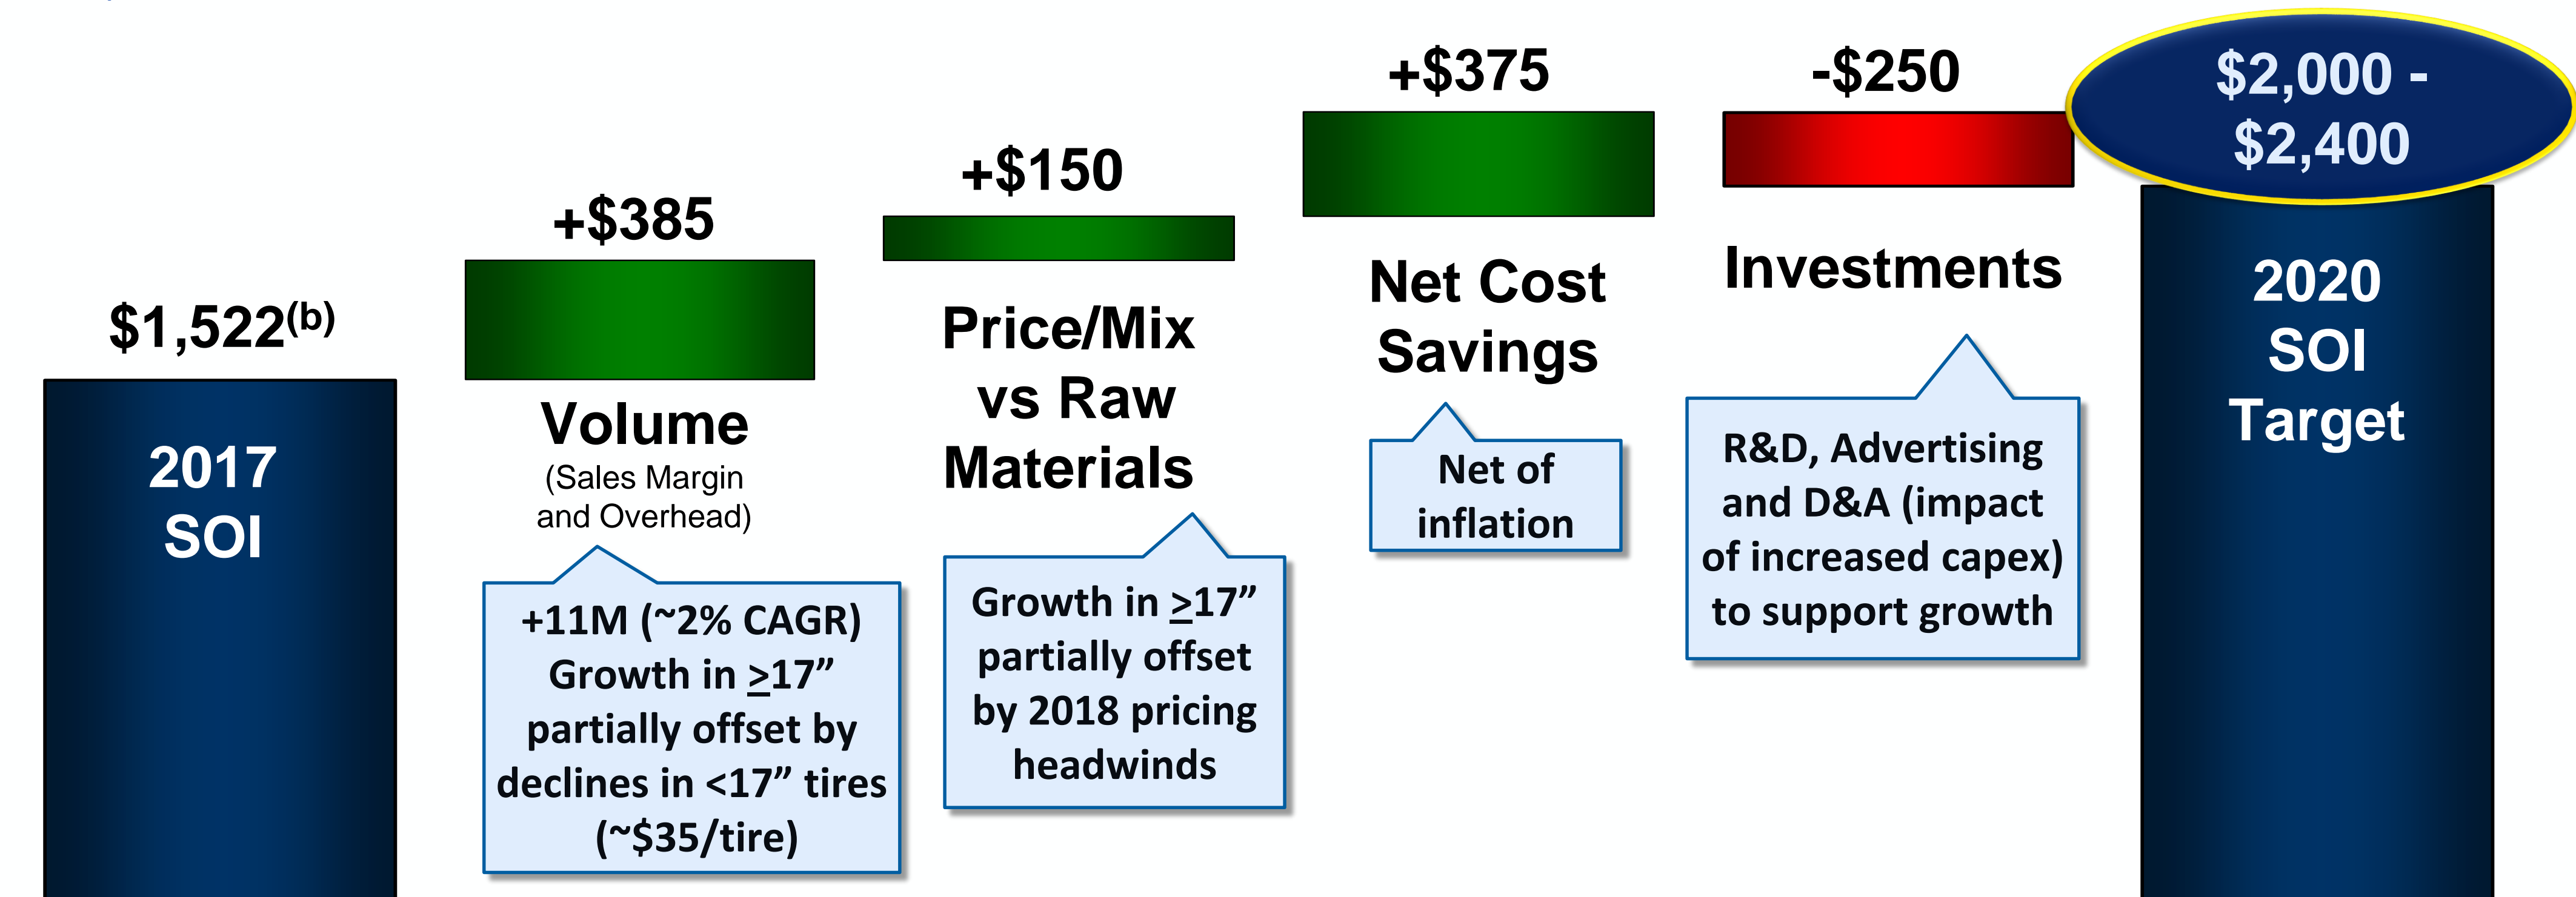 $1,522(b)
2017
SOI
+$385
Volume
(Sales Margin
and Overhead)
+11M (~2% CAGR)
Growth in ≥17”
partially offset by
declines in <17” tires
(~$35/tire)
+$150
Price/Mix
vs Raw
Materials
Growth in ≥17”
partially offset
by 2018 pricing
headwinds
+$375
Net Cost
Savings
Net of
inflation
-$250
Investments
R&D, Advertising
and D&A (impact
of increased capex)
to support growth
$2,000 -
$2,400
2020
SOI
Target